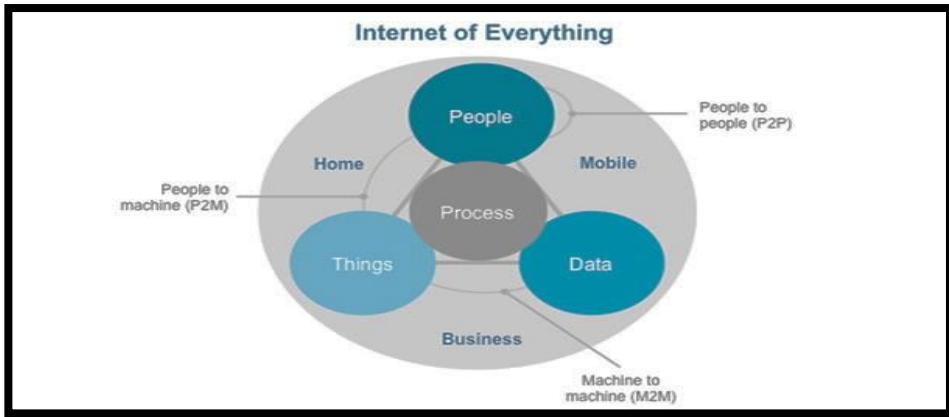 Internet of Everything
People
People to
people (P2P)
Home
Mobile
People to
machine (P2M)
Process
Things
Data
Business
Machine to
machine (M2M)